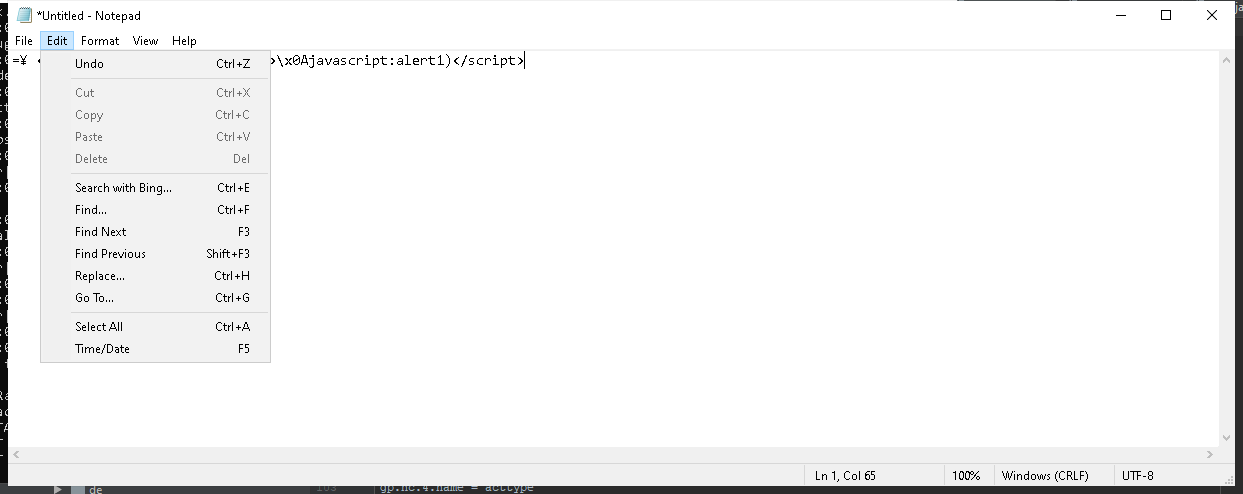 *Untitled - Notepad
File Edit Format View Help
=¥ <
>\x0Ajavascript:alert1)</script>
Undo Ctrl+Z
Cut Ctrl+X
Copy Ctrl+C
Paste Ctrl+V
Delete Del
Search with Bing... Ctrl+E
Find... Ctrl+F
Find Next F3
Find Previous Shift+F3
Replace... Ctrl+H
Go To... Ctrl+G
Select All Ctrl+A
Time/Date F5
Ln 1, Col 65 100% Windows (CRLF) UTF-8
de gp.nc.4.name = acctype